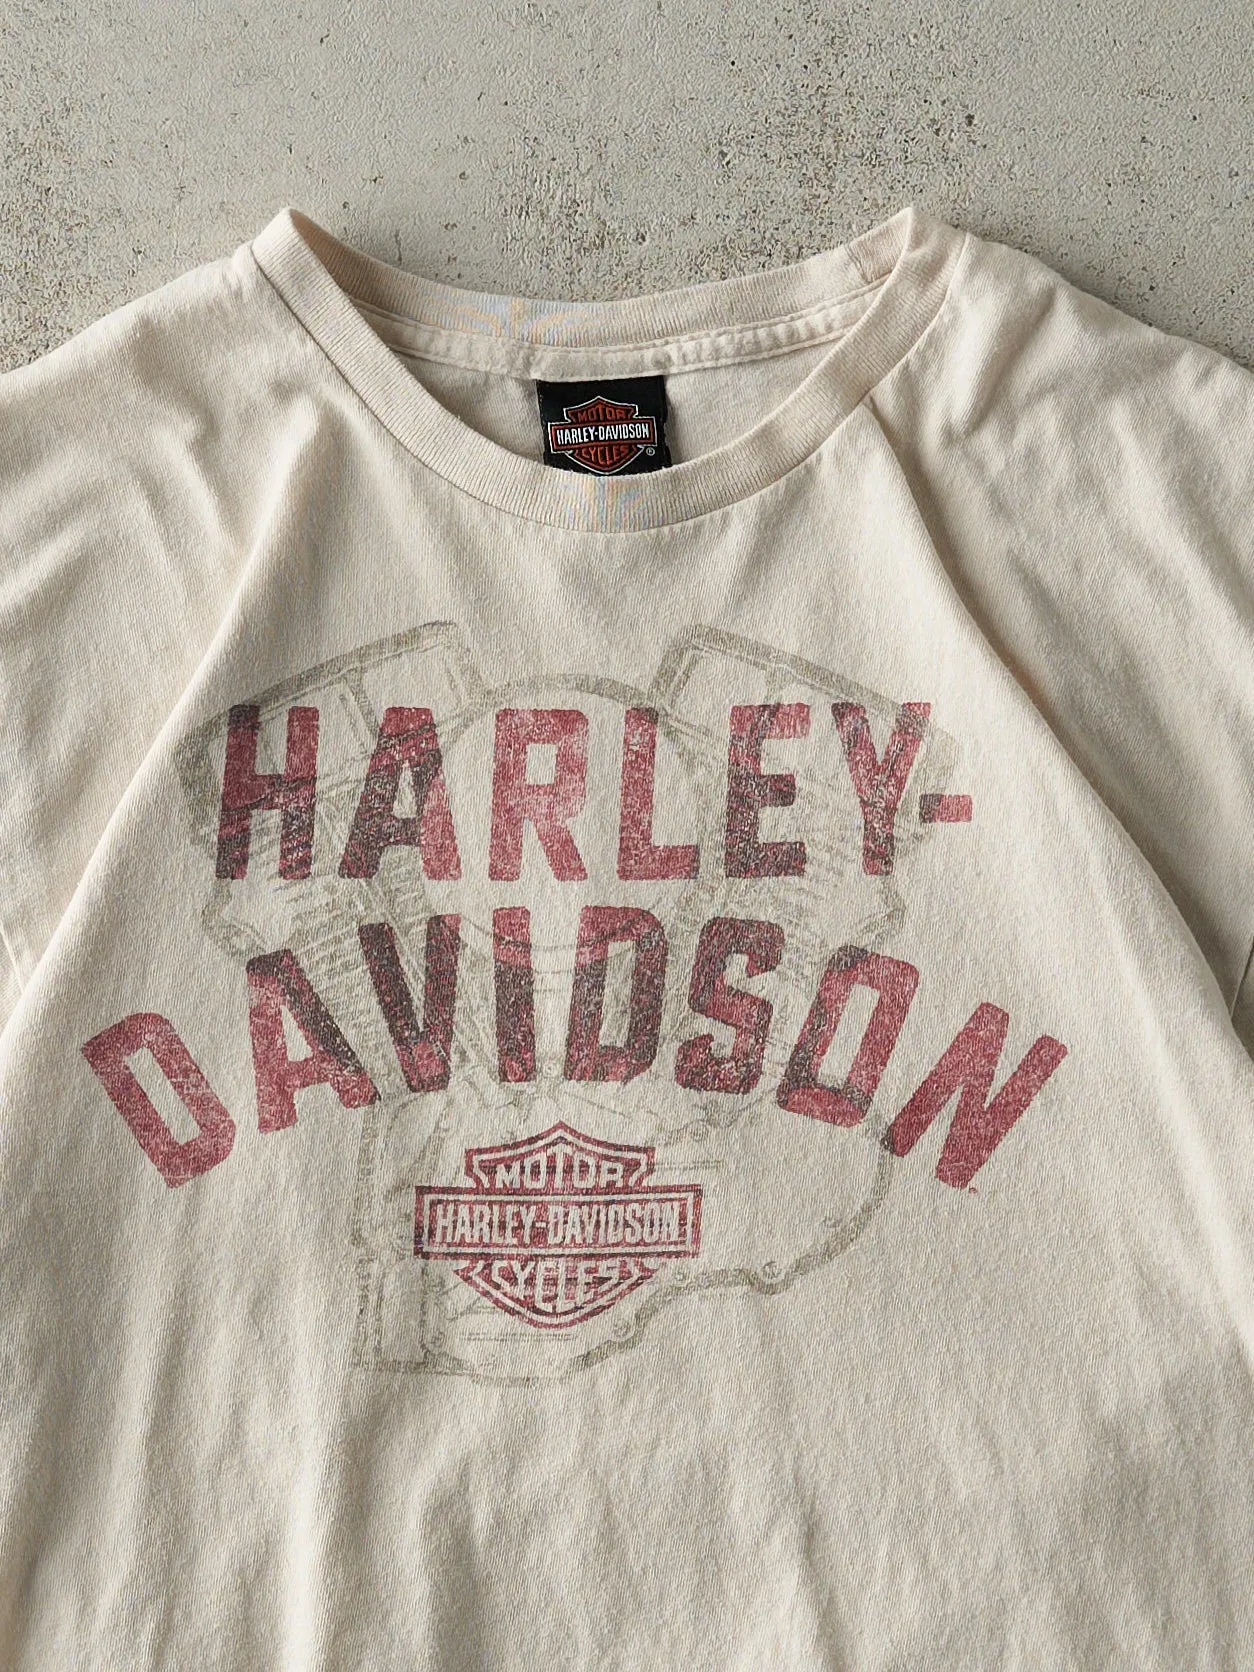 MOTOR
HARLEY-DAVIDSON
CYCLES
®
HARLEY-
DAVIDSON
MOTOR
HARLEY-DAVIDSON
CYCLES